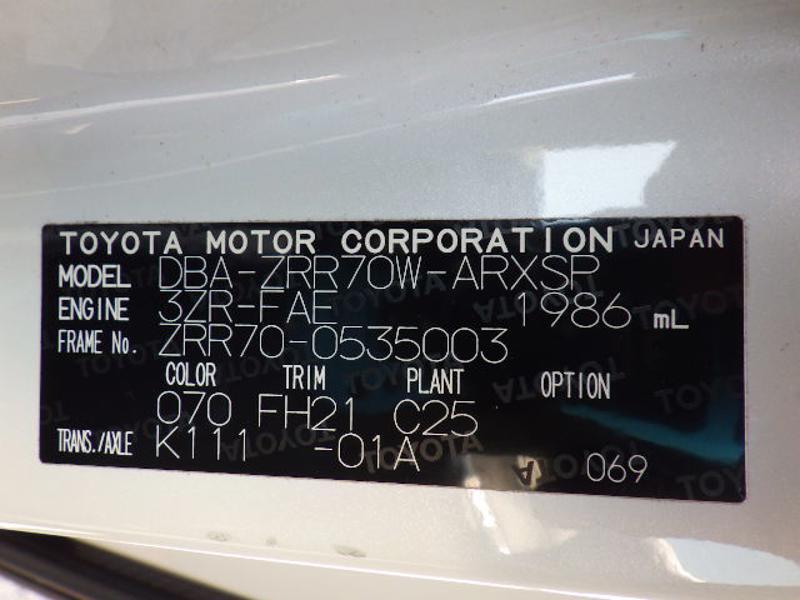 TOYOTA MOTOR CORPORATION JAPAN
MODEL DBA-ZRR70W-ARXSP
ENGINE 3ZR-FAE 1986 mL
FRAME No. ZRR70-0535003
COLOR TRIM PLANT OPTION
070 FH21 C25
TRANS./AXLE K111 -01A
A 069